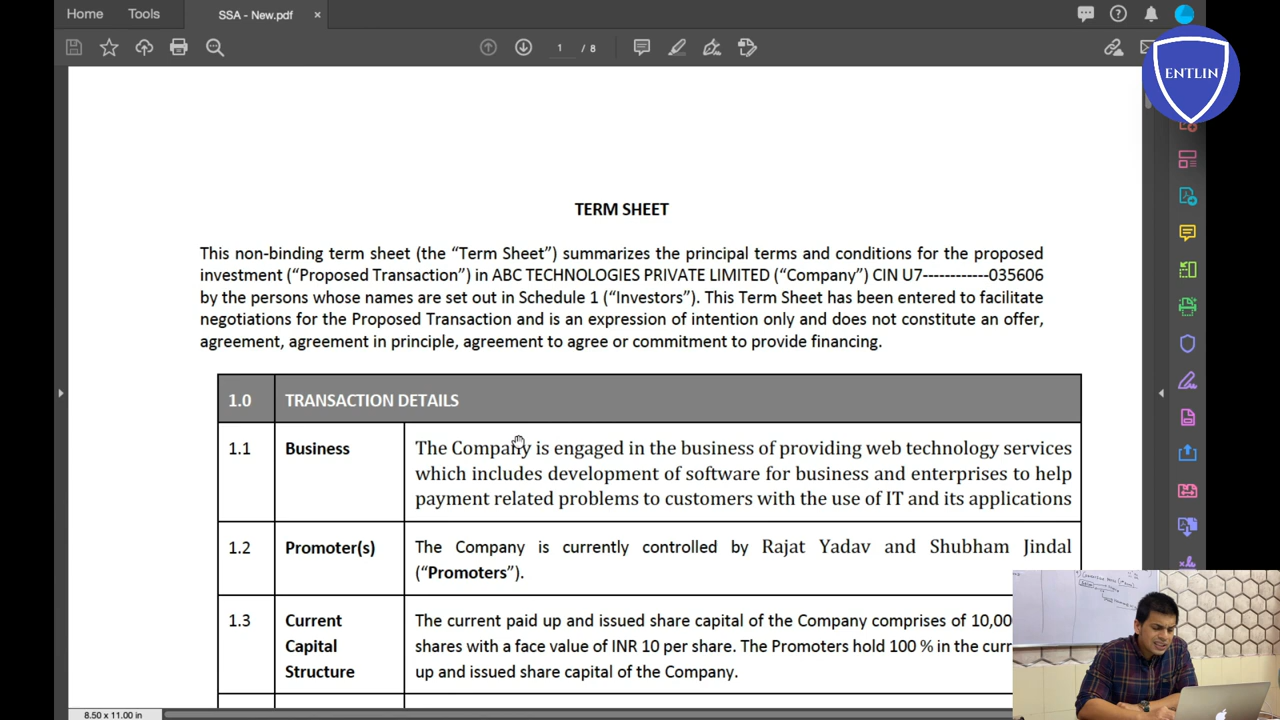 Home
Tools
SSA - New.pdf
1 / 8
ENTLIN
TERM SHEET
This non-binding term sheet (the “Term Sheet”) summarizes the principal terms and conditions for the proposed
investment (“Proposed Transaction”) in ABC TECHNOLOGIES PRIVATE LIMITED (“Company”) CIN U7------------035606
by the persons whose names are set out in Schedule 1 (“Investors”). This Term Sheet has been entered to facilitate
negotiations for the Proposed Transaction and is an expression of intention only and does not constitute an offer,
agreement, agreement in principle, agreement to agree or commitment to provide financing.
1.0 TRANSACTION DETAILS
1.1 Business
The Company is engaged in the business of providing web technology services
which includes development of software for business and enterprises to help
payment related problems to customers with the use of IT and its applications
1.2 Promoter(s)
The Company is currently controlled by Rajat Yadav and Shubham Jindal
(“Promoters”).
1.3 Current
Capital
Structure
The current paid up and issued share capital of the Company comprises of 10,00
shares with a face value of INR 10 per share. The Promoters hold 100 % in the curr
up and issued share capital of the Company.
8.50 x 11.00 in